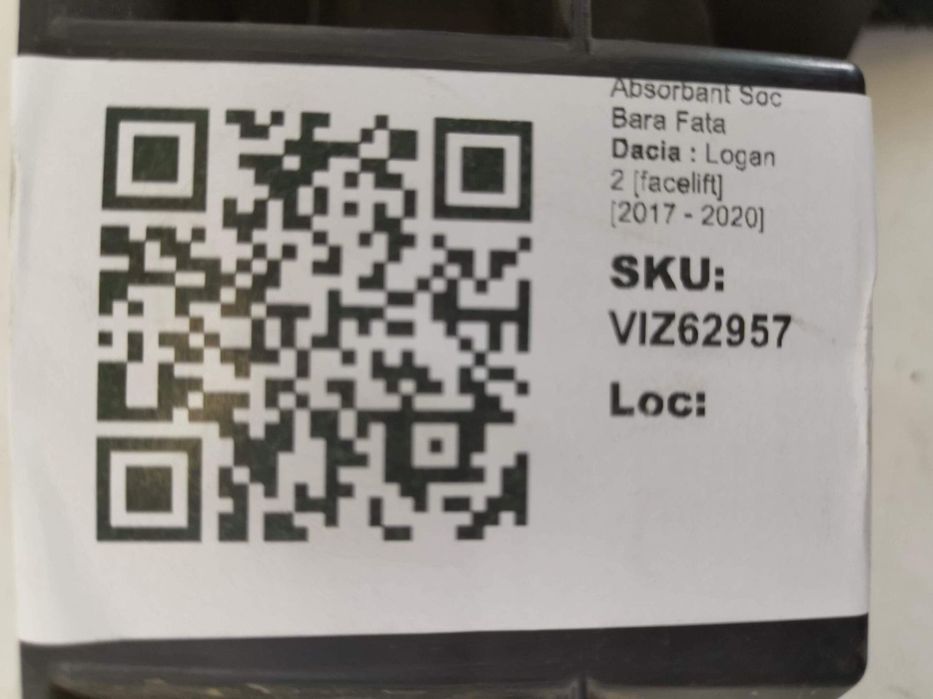 Absorbant Soc
Bara Fata
Dacia : Logan
2 [facelift]
[2017 - 2020]
SKU:
VIZ62957
Loc: